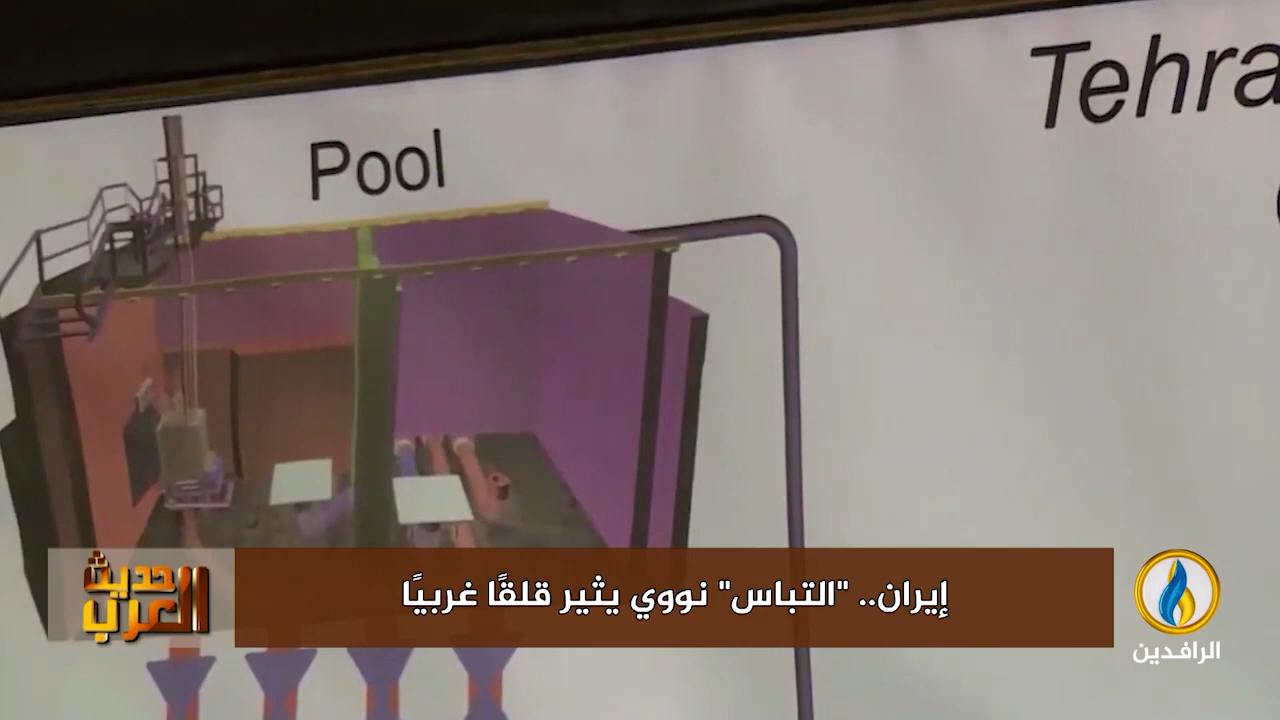 Tehra
Pool
إيران.. "التباس" نووي يثير قلقًا غربيًا
حديث
العرب
الرافدين